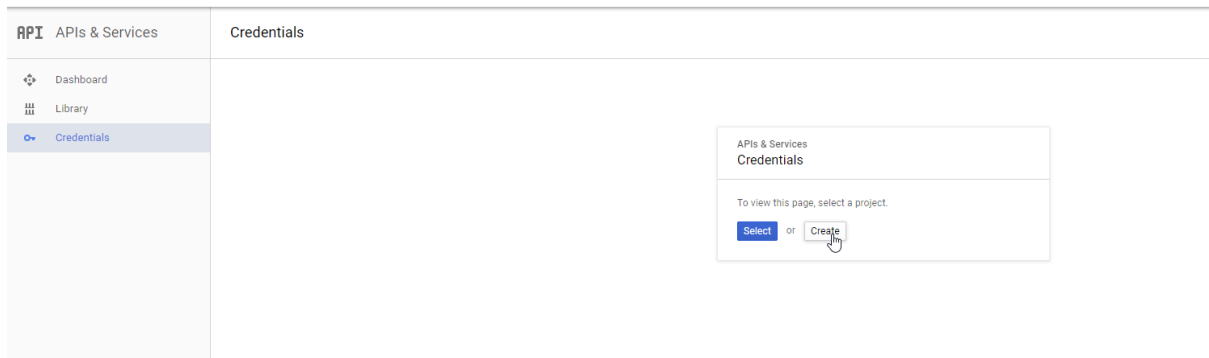 API APIs & Services
Credentials
Dashboard
Library
Credentials
APIs & Services
Credentials
To view this page, select a project.
Select or Create